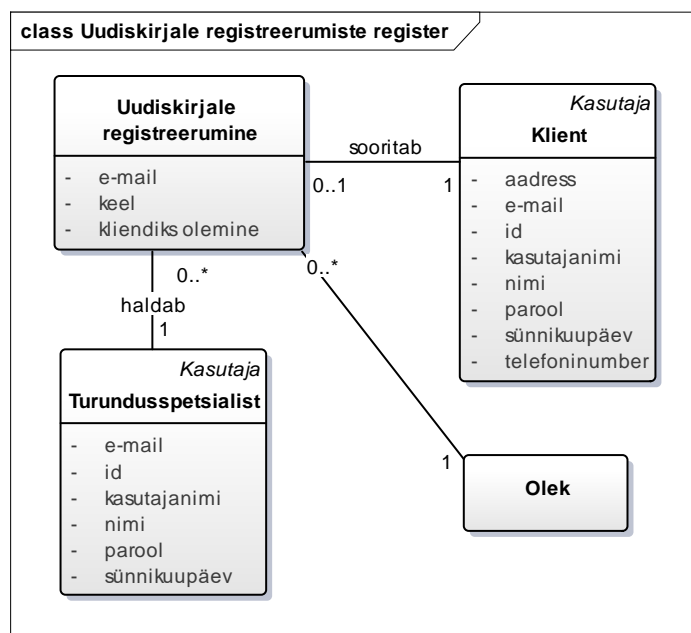 class Uudiskirjale registreerumiste register
Uudiskirjale
registreerumine
- e-mail
- keel
- kliendiks olemine
sooritab
0..1
1
Kasutaja
Klient
- aadress
- e-mail
- id
- kasutajanimi
- nimi
- parool
- sünnikuupäev
- telefoninumber
0..*
haldab
1
0..*
1
Kasutaja
Turundusspetsialist
- e-mail
- id
- kasutajanimi
- nimi
- parool
- sünnikuupäev
Olek